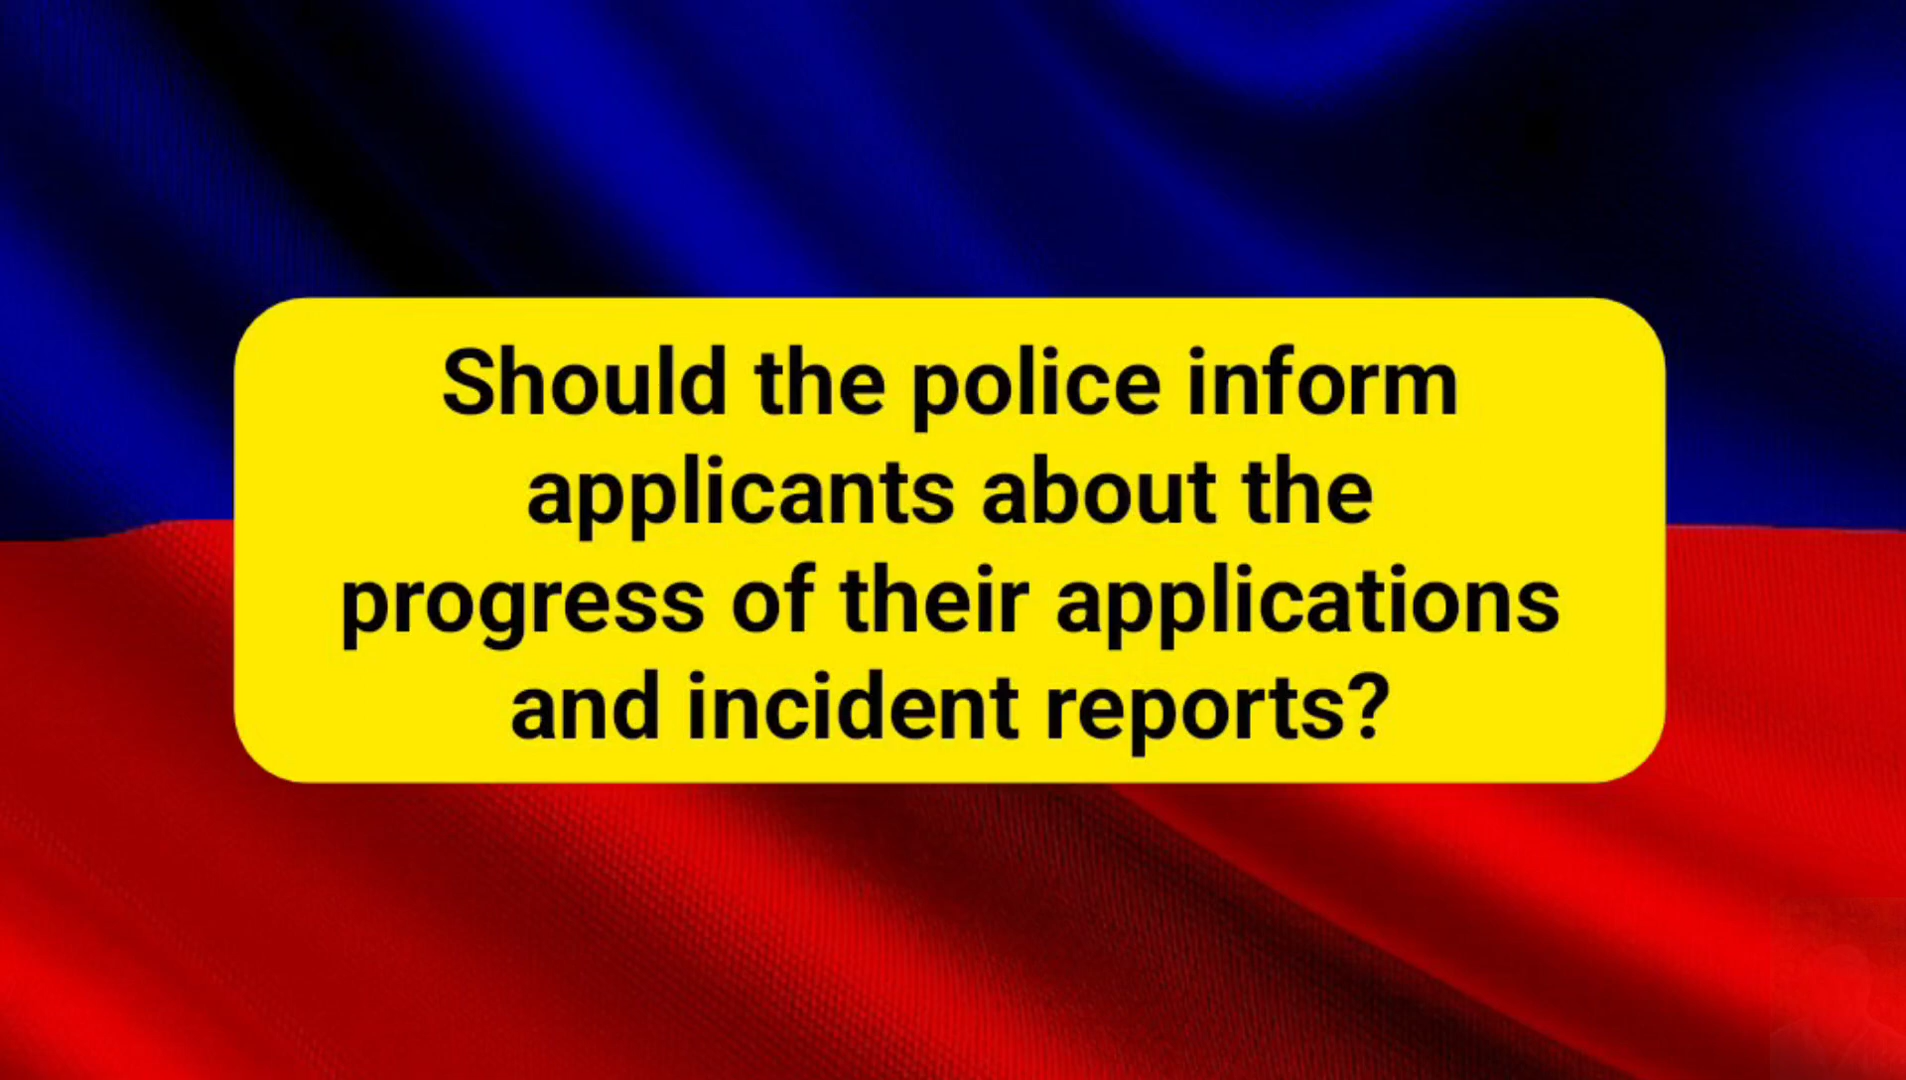 Should the police inform
applicants about the
progress of their applications
and incident reports?